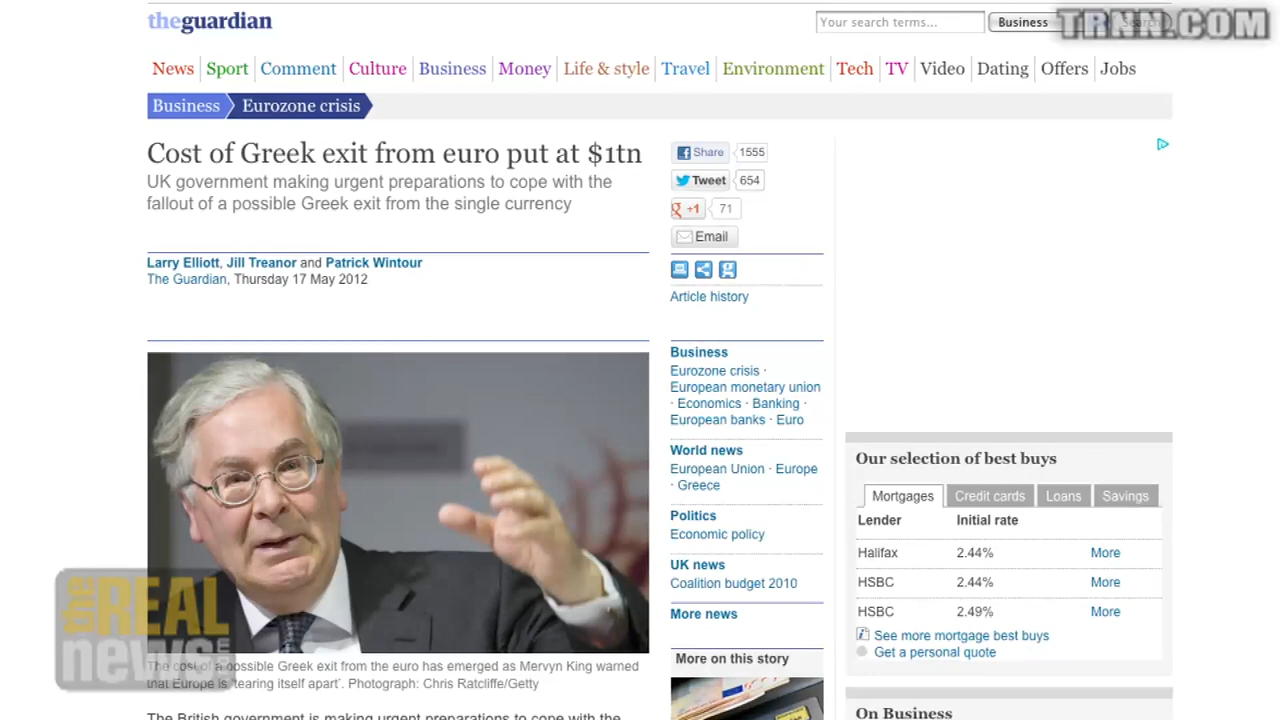 theguardian
Your search terms...
Business
TRNN.COM
News
Sport
Comment
Culture
Business
Money
Life & style
Travel
Environment
Tech
TV
Video
Dating
Offers
Jobs
Business
Eurozone crisis
Cost of Greek exit from euro put at $1tn
UK government making urgent preparations to cope with the
fallout of a possible Greek exit from the single currency
Larry Elliott, Jill Treanor and Patrick Wintour
The Guardian, Thursday 17 May 2012
Share 1555
Tweet 654
+1 71
Email
Article history
Business
Eurozone crisis ·
European monetary union
· Economics · Banking ·
European banks · Euro
World news
European Union · Europe
· Greece
Politics
Economic policy
UK news
Coalition budget 2010
More news
More on this story
the REAL
news.com
The cost of a possible Greek exit from the euro has emerged as Mervyn King warned
that Europe is 'tearing itself apart'. Photograph: Chris Ratcliffe/Getty
The British government is making urgent preparations to cope with the
Our selection of best buys
Mortgages
Credit cards
Loans
Savings
Lender Initial rate
Halifax 2.44% More
HSBC 2.44% More
HSBC 2.49% More
See more mortgage best buys
Get a personal quote
On Business